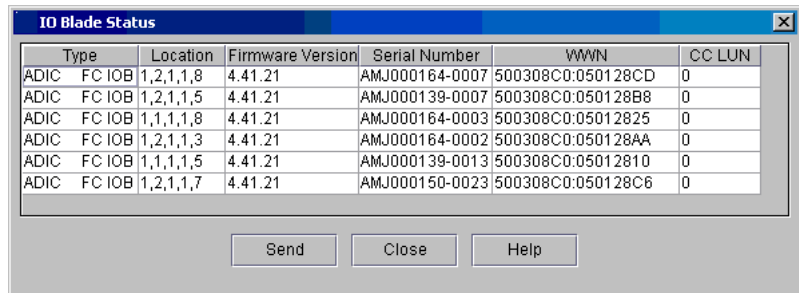 IO Blade Status
Type Location Firmware Version Serial Number WWN CC LUN
ADIC FC IOB 1,2,1,1,8 4.41.21 AMJ000164-0007 500308C0:050128CD 0
ADIC FC IOB 1,2,1,1,5 4.41.21 AMJ000139-0007 500308C0:050128B8 0
ADIC FC IOB 1,1,1,1,8 4.41.21 AMJ000164-0003 500308C0:05012825 0
ADIC FC IOB 1,2,1,1,3 4.41.21 AMJ000164-0002 500308C0:050128AA 0
ADIC FC IOB 1,1,1,1,5 4.41.21 AMJ000139-0013 500308C0:05012810 0
ADIC FC IOB 1,2,1,1,7 4.41.21 AMJ000150-0023 500308C0:050128C6 0
Send Close Help